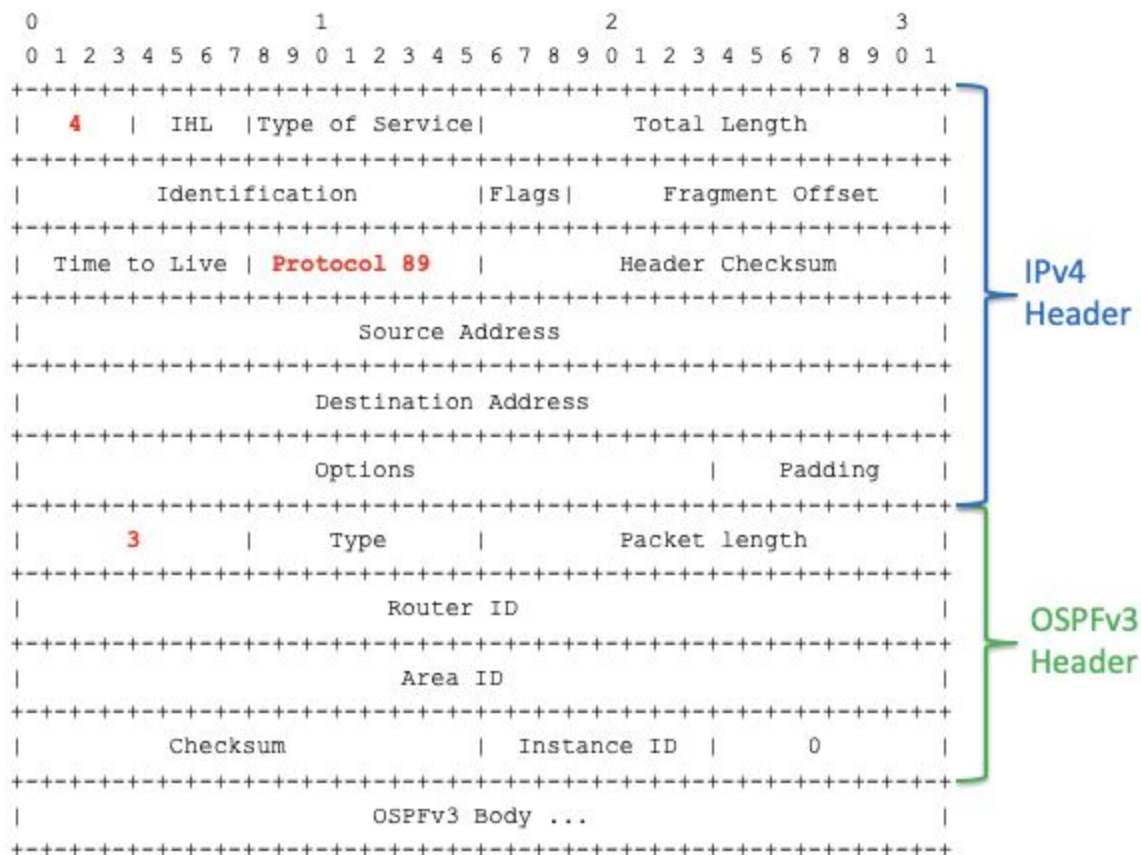 0                   1                   2                   3
0 1 2 3 4 5 6 7 8 9 0 1 2 3 4 5 6 7 8 9 0 1 2 3 4 5 6 7 8 9 0 1
+-+-+-+-+-+-+-+-+-+-+-+-+-+-+-+-+-+-+-+-+-+-+-+-+-+-+-+-+-+-+-+-+
| 4 | IHL |Type of Service| Total Length |
+-+-+-+-+-+-+-+-+-+-+-+-+-+-+-+-+-+-+-+-+-+-+-+-+-+-+-+-+-+-+-+-+
| Identification |Flags| Fragment Offset |
+-+-+-+-+-+-+-+-+-+-+-+-+-+-+-+-+-+-+-+-+-+-+-+-+-+-+-+-+-+-+-+-+
| Time to Live | Protocol 89 | Header Checksum |
+-+-+-+-+-+-+-+-+-+-+-+-+-+-+-+-+-+-+-+-+-+-+-+-+-+-+-+-+-+-+-+-+
| Source Address |
+-+-+-+-+-+-+-+-+-+-+-+-+-+-+-+-+-+-+-+-+-+-+-+-+-+-+-+-+-+-+-+-+
| Destination Address |
+-+-+-+-+-+-+-+-+-+-+-+-+-+-+-+-+-+-+-+-+-+-+-+-+-+-+-+-+-+-+-+-+
| Options | Padding |
+-+-+-+-+-+-+-+-+-+-+-+-+-+-+-+-+-+-+-+-+-+-+-+-+-+-+-+-+-+-+-+-+
IPv4
Header
| 3 | Type | Packet length |
+-+-+-+-+-+-+-+-+-+-+-+-+-+-+-+-+-+-+-+-+-+-+-+-+-+-+-+-+-+-+-+-+
| Router ID |
+-+-+-+-+-+-+-+-+-+-+-+-+-+-+-+-+-+-+-+-+-+-+-+-+-+-+-+-+-+-+-+-+
| Area ID |
+-+-+-+-+-+-+-+-+-+-+-+-+-+-+-+-+-+-+-+-+-+-+-+-+-+-+-+-+-+-+-+-+
| Checksum | Instance ID | 0 |
+-+-+-+-+-+-+-+-+-+-+-+-+-+-+-+-+-+-+-+-+-+-+-+-+-+-+-+-+-+-+-+-+
OSPFv3
Header
| OSPFv3 Body ... |
+-+-+-+-+-+-+-+-+-+-+-+-+-+-+-+-+-+-+-+-+-+-+-+-+-+-+-+-+-+-+-+-+